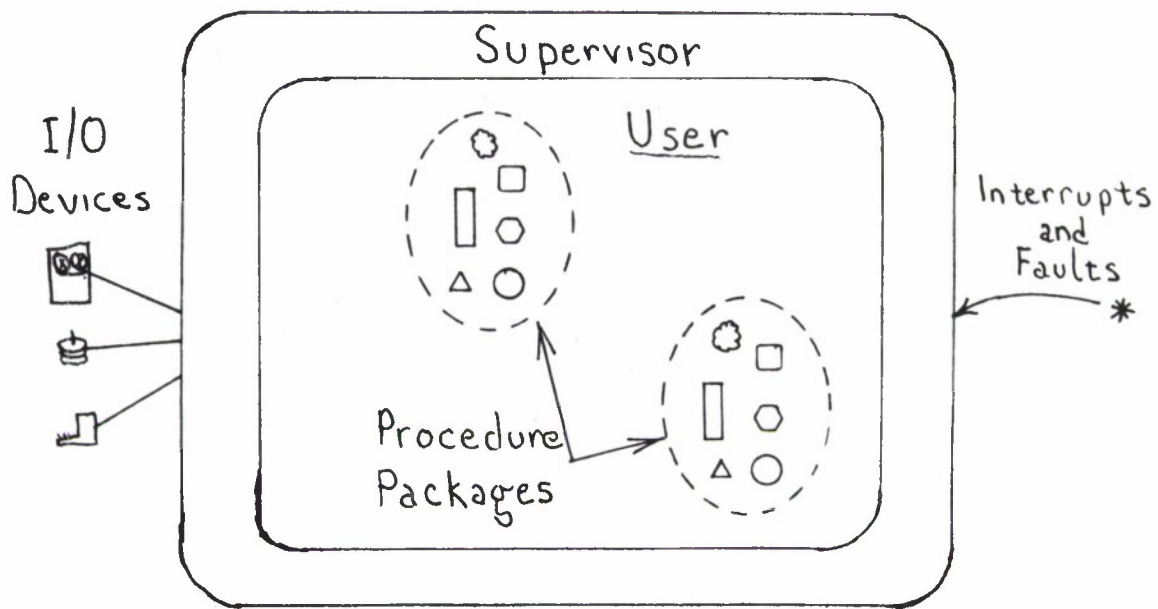 Supervisor
User
I/O
Devices
Interrupts
and
Faults
Procedure
Packages